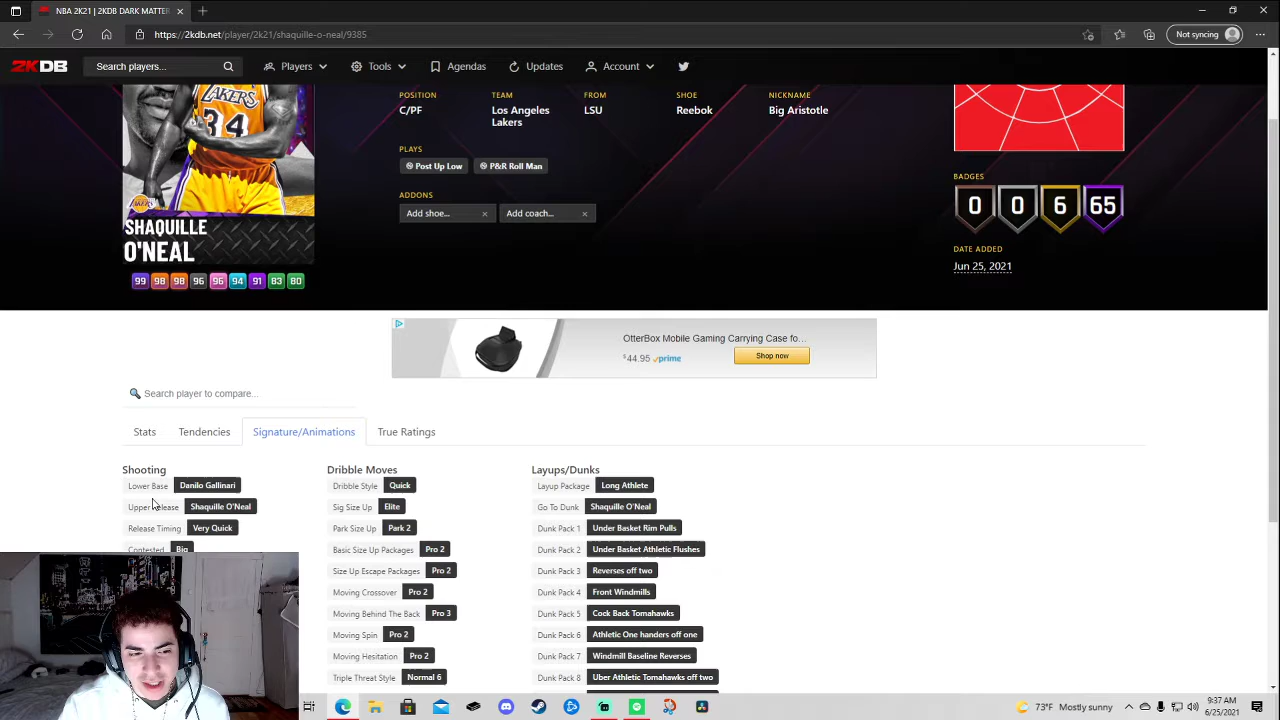 NBA 2K21 | 2KDB DARK MATTER
https://2kdb.net/player/2k21/shaquille-o-neal/9385
Not syncing
2KDB
Search players...
Players
Tools
Agendas
Updates
Account
POSITION
C/PF
TEAM
Los Angeles
Lakers
FROM
LSU
SHOE
Reebok
NICKNAME
Big Aristotle
PLAYS
Post Up Low
P&R Roll Man
ADDONS
Add shoe...
Add coach...
BADGES
0 0 6 65
DATE ADDED
Jun 25, 2021
LAKERS
34
SHAQUILLE
O'NEAL
99 98 98 96 96 94 91 83 80
OtterBox Mobile Gaming Carrying Case fo...
$44.95 prime
Shop now
Search player to compare...
Stats
Tendencies
Signature/Animations
True Ratings
Shooting
Lower Base Danilo Gallinari
Upper Release Shaquille O'Neal
Release Timing Very Quick
Contested Big
Dribble Moves
Dribble Style Quick
Sig Size Up Elite
Park Size Up Park 2
Basic Size Up Packages Pro 2
Size Up Escape Packages Pro 2
Moving Crossover Pro 2
Moving Behind The Back Pro 3
Moving Spin Pro 2
Moving Hesitation Pro 2
Triple Threat Style Normal 6
Layups/Dunks
Layup Package Long Athlete
Go To Dunk Shaquille O'Neal
Dunk Pack 1 Under Basket Rim Pulls
Dunk Pack 2 Under Basket Athletic Flushes
Dunk Pack 3 Reverses off two
Dunk Pack 4 Front Windmills
Dunk Pack 5 Cock Back Tomahawks
Dunk Pack 6 Athletic One handers off one
Dunk Pack 7 Windmill Baseline Reverses
Dunk Pack 8 Uber Athletic Tomahawks off two
73°F Mostly sunny
9:37 AM
6/25/2021